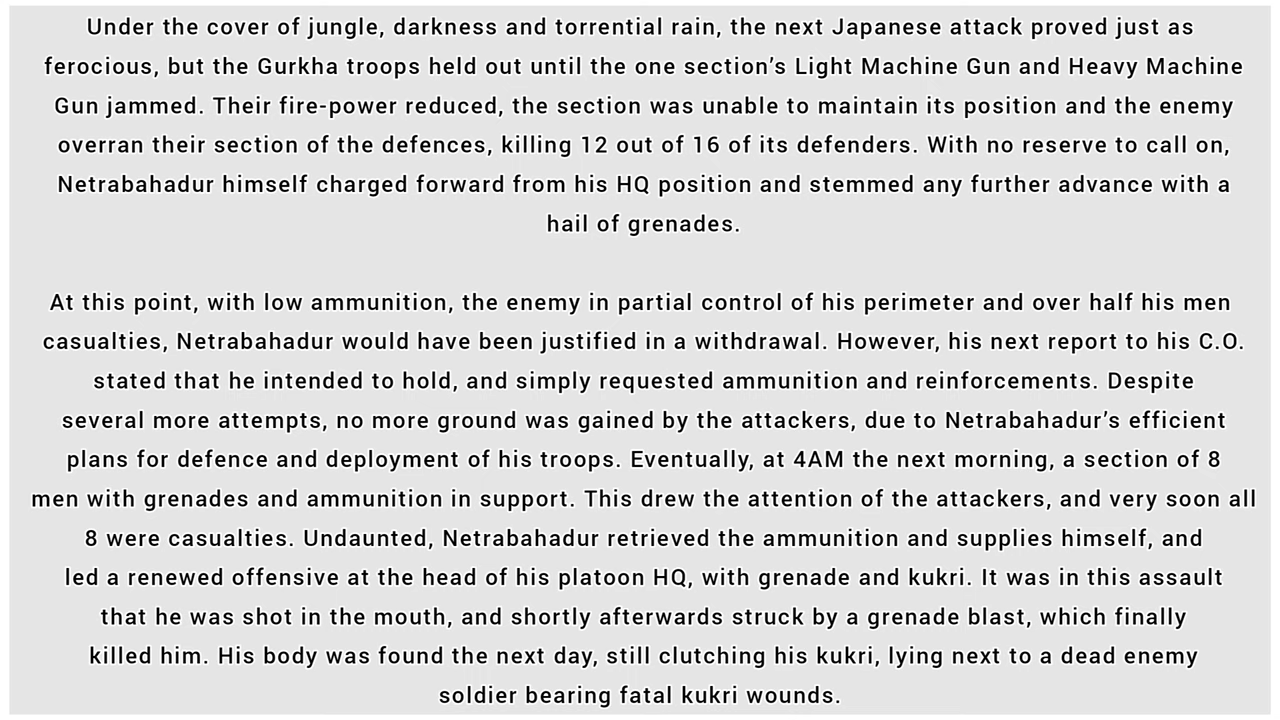 Under the cover of jungle, darkness and torrential rain, the next Japanese attack proved just as
ferocious, but the Gurkha troops held out until the one section’s Light Machine Gun and Heavy Machine
Gun jammed. Their fire-power reduced, the section was unable to maintain its position and the enemy
overran their section of the defences, killing 12 out of 16 of its defenders. With no reserve to call on,
Netrabahadur himself charged forward from his HQ position and stemmed any further advance with a
hail of grenades.
At this point, with low ammunition, the enemy in partial control of his perimeter and over half his men
casualties, Netrabahadur would have been justified in a withdrawal. However, his next report to his C.O.
stated that he intended to hold, and simply requested ammunition and reinforcements. Despite
several more attempts, no more ground was gained by the attackers, due to Netrabahadur’s efficient
plans for defence and deployment of his troops. Eventually, at 4AM the next morning, a section of 8
men with grenades and ammunition in support. This drew the attention of the attackers, and very soon all
8 were casualties. Undaunted, Netrabahadur retrieved the ammunition and supplies himself, and
led a renewed offensive at the head of his platoon HQ, with grenade and kukri. It was in this assault
that he was shot in the mouth, and shortly afterwards struck by a grenade blast, which finally
killed him. His body was found the next day, still clutching his kukri, lying next to a dead enemy
soldier bearing fatal kukri wounds.